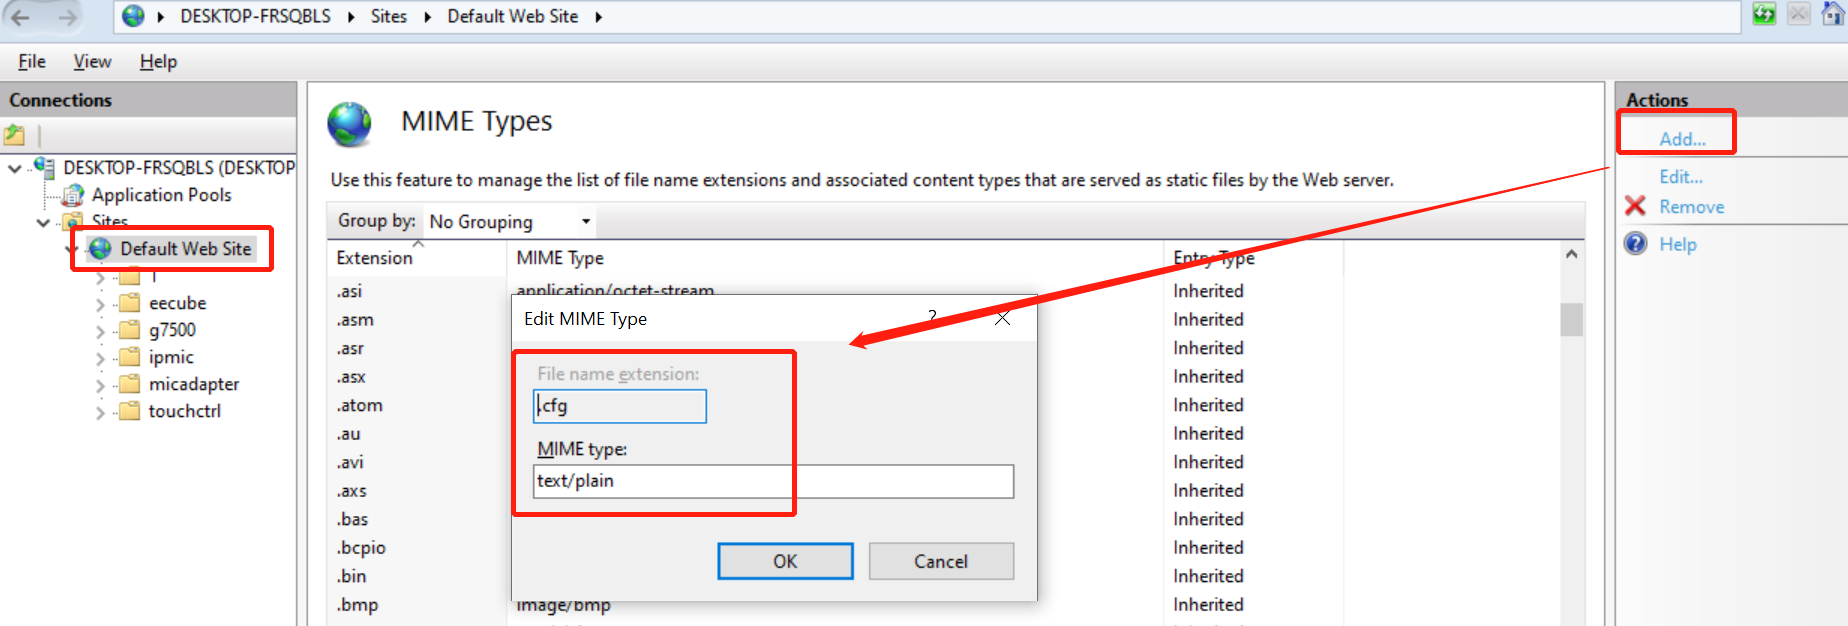 DESKTOP-FRSQBLS ▸ Sites ▸ Default Web Site ▸
File View Help
Connections
DESKTOP-FRSQBLS (DESKTOP
Application Pools
Sites
Default Web Site
eecube
g7500
ipmic
micadapter
touchctrl
MIME Types
Use this feature to manage the list of file name extensions and associated content types that are served as static files by the Web server.
Group by: No Grouping
Extension MIME Type Entry Type
.asi application/octet-stream Inherited
.asm Inherited
.asr Inherited
.asx Inherited
.atom Inherited
.au Inherited
.avi Inherited
.axs Inherited
.bas Inherited
.bcpio Inherited
.bin Inherited
.bmp image/bmp Inherited
Edit MIME Type ?
File name extension:
.cfg
MIME type:
text/plain
OK Cancel
Actions
Add...
Edit...
Remove
Help